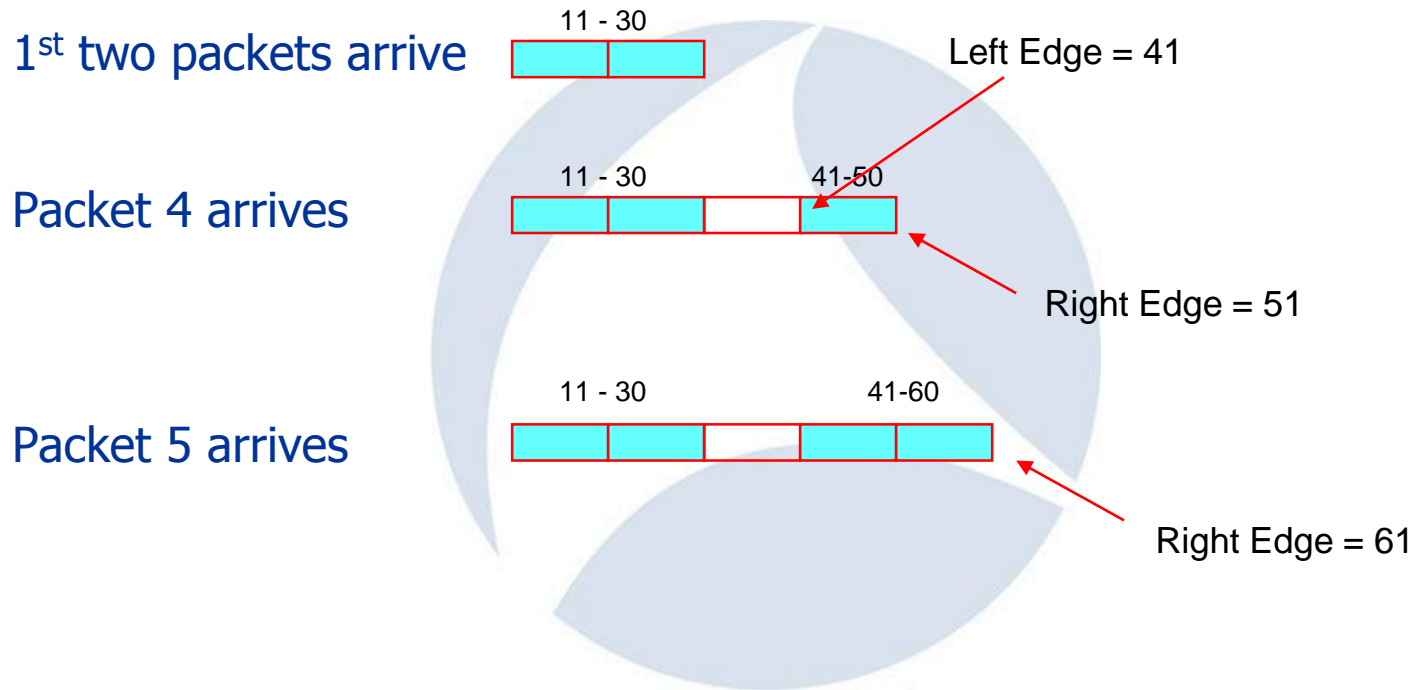 11 - 30
1st two packets arrive
Left Edge = 41
11 - 30 41-50
Packet 4 arrives
Right Edge = 51
11 - 30 41-60
Packet 5 arrives
Right Edge = 61